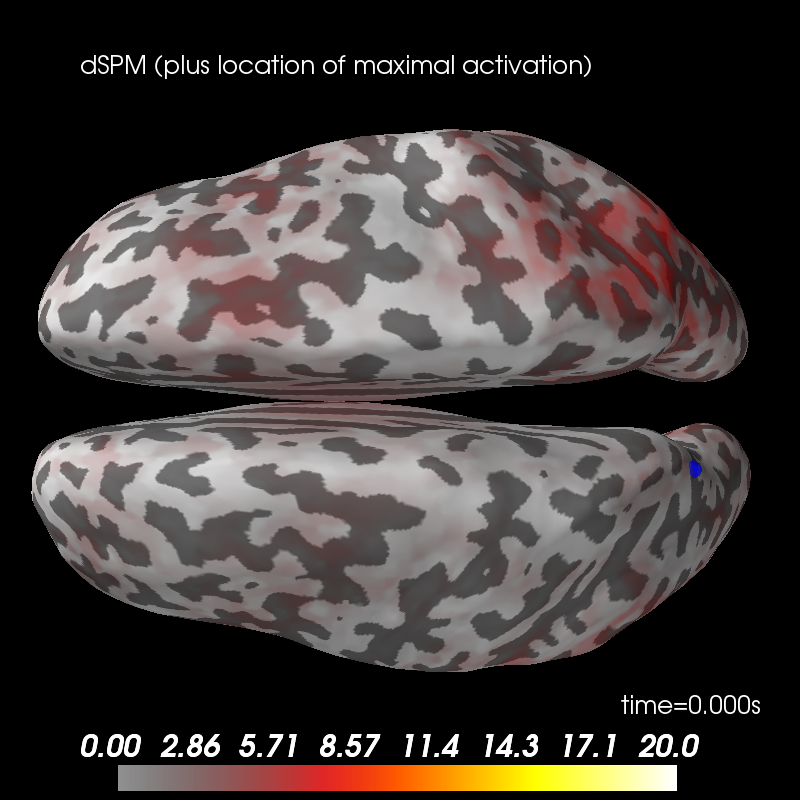 dSPM (plus location of maximal activation)
time=0.000s
0.00 2.86 5.71 8.57 11.4 14.3 17.1 20.0